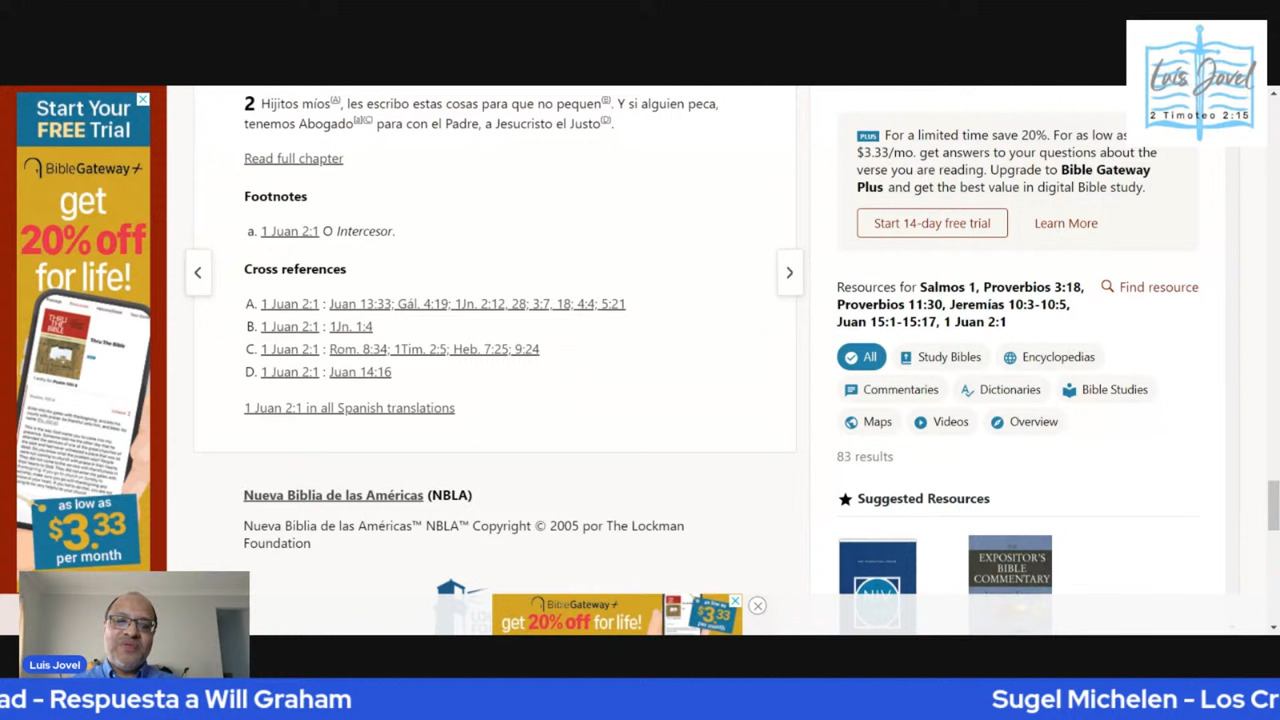 Luis Jovel
2 Timoteo 2:15
Start Your
FREE Trial
BibleGateway+
get
20% off
for life!
as low as
$3.33
per month
2 Hijitos míos[A], les escribo estas cosas para que no pequen[B]. Y si alguien peca,
tenemos Abogado[a][C] para con el Padre, a Jesucristo el Justo[D].
Read full chapter
Footnotes
a. 1 Juan 2:1 O Intercesor.
Cross references
A. 1 Juan 2:1 : Juan 13:33; Gál. 4:19; 1Jn. 2:12, 28; 3:7, 18; 4:4; 5:21
B. 1 Juan 2:1 : 1Jn. 1:4
C. 1 Juan 2:1 : Rom. 8:34; 1Tim. 2:5; Heb. 7:25; 9:24
D. 1 Juan 2:1 : Juan 14:16
1 Juan 2:1 in all Spanish translations
Nueva Biblia de las Américas (NBLA)
Nueva Biblia de las Américas™ NBLA™ Copyright © 2005 por The Lockman
Foundation
PLUS For a limited time save 20%. For as low as
$3.33/mo. get answers to your questions about the
verse you are reading. Upgrade to Bible Gateway
Plus and get the best value in digital Bible study.
Start 14-day free trial
Learn More
Resources for Salmos 1, Proverbios 3:18,
Proverbios 11:30, Jeremías 10:3-10:5,
Juan 15:1-15:17, 1 Juan 2:1
Find resource
All
Study Bibles
Encyclopedias
Commentaries
Dictionaries
Bible Studies
Maps
Videos
Overview
83 results
Suggested Resources
NIV
EXPOSITOR'S
BIBLE
COMMENTARY
BibleGateway+
get 20% off for life!
as low as
$3.33
Luis Jovel
ad - Respuesta a Will Graham
Sugel Michelen - Los Cr